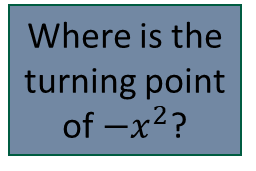 Where is the
turning point
of −𝑥²?